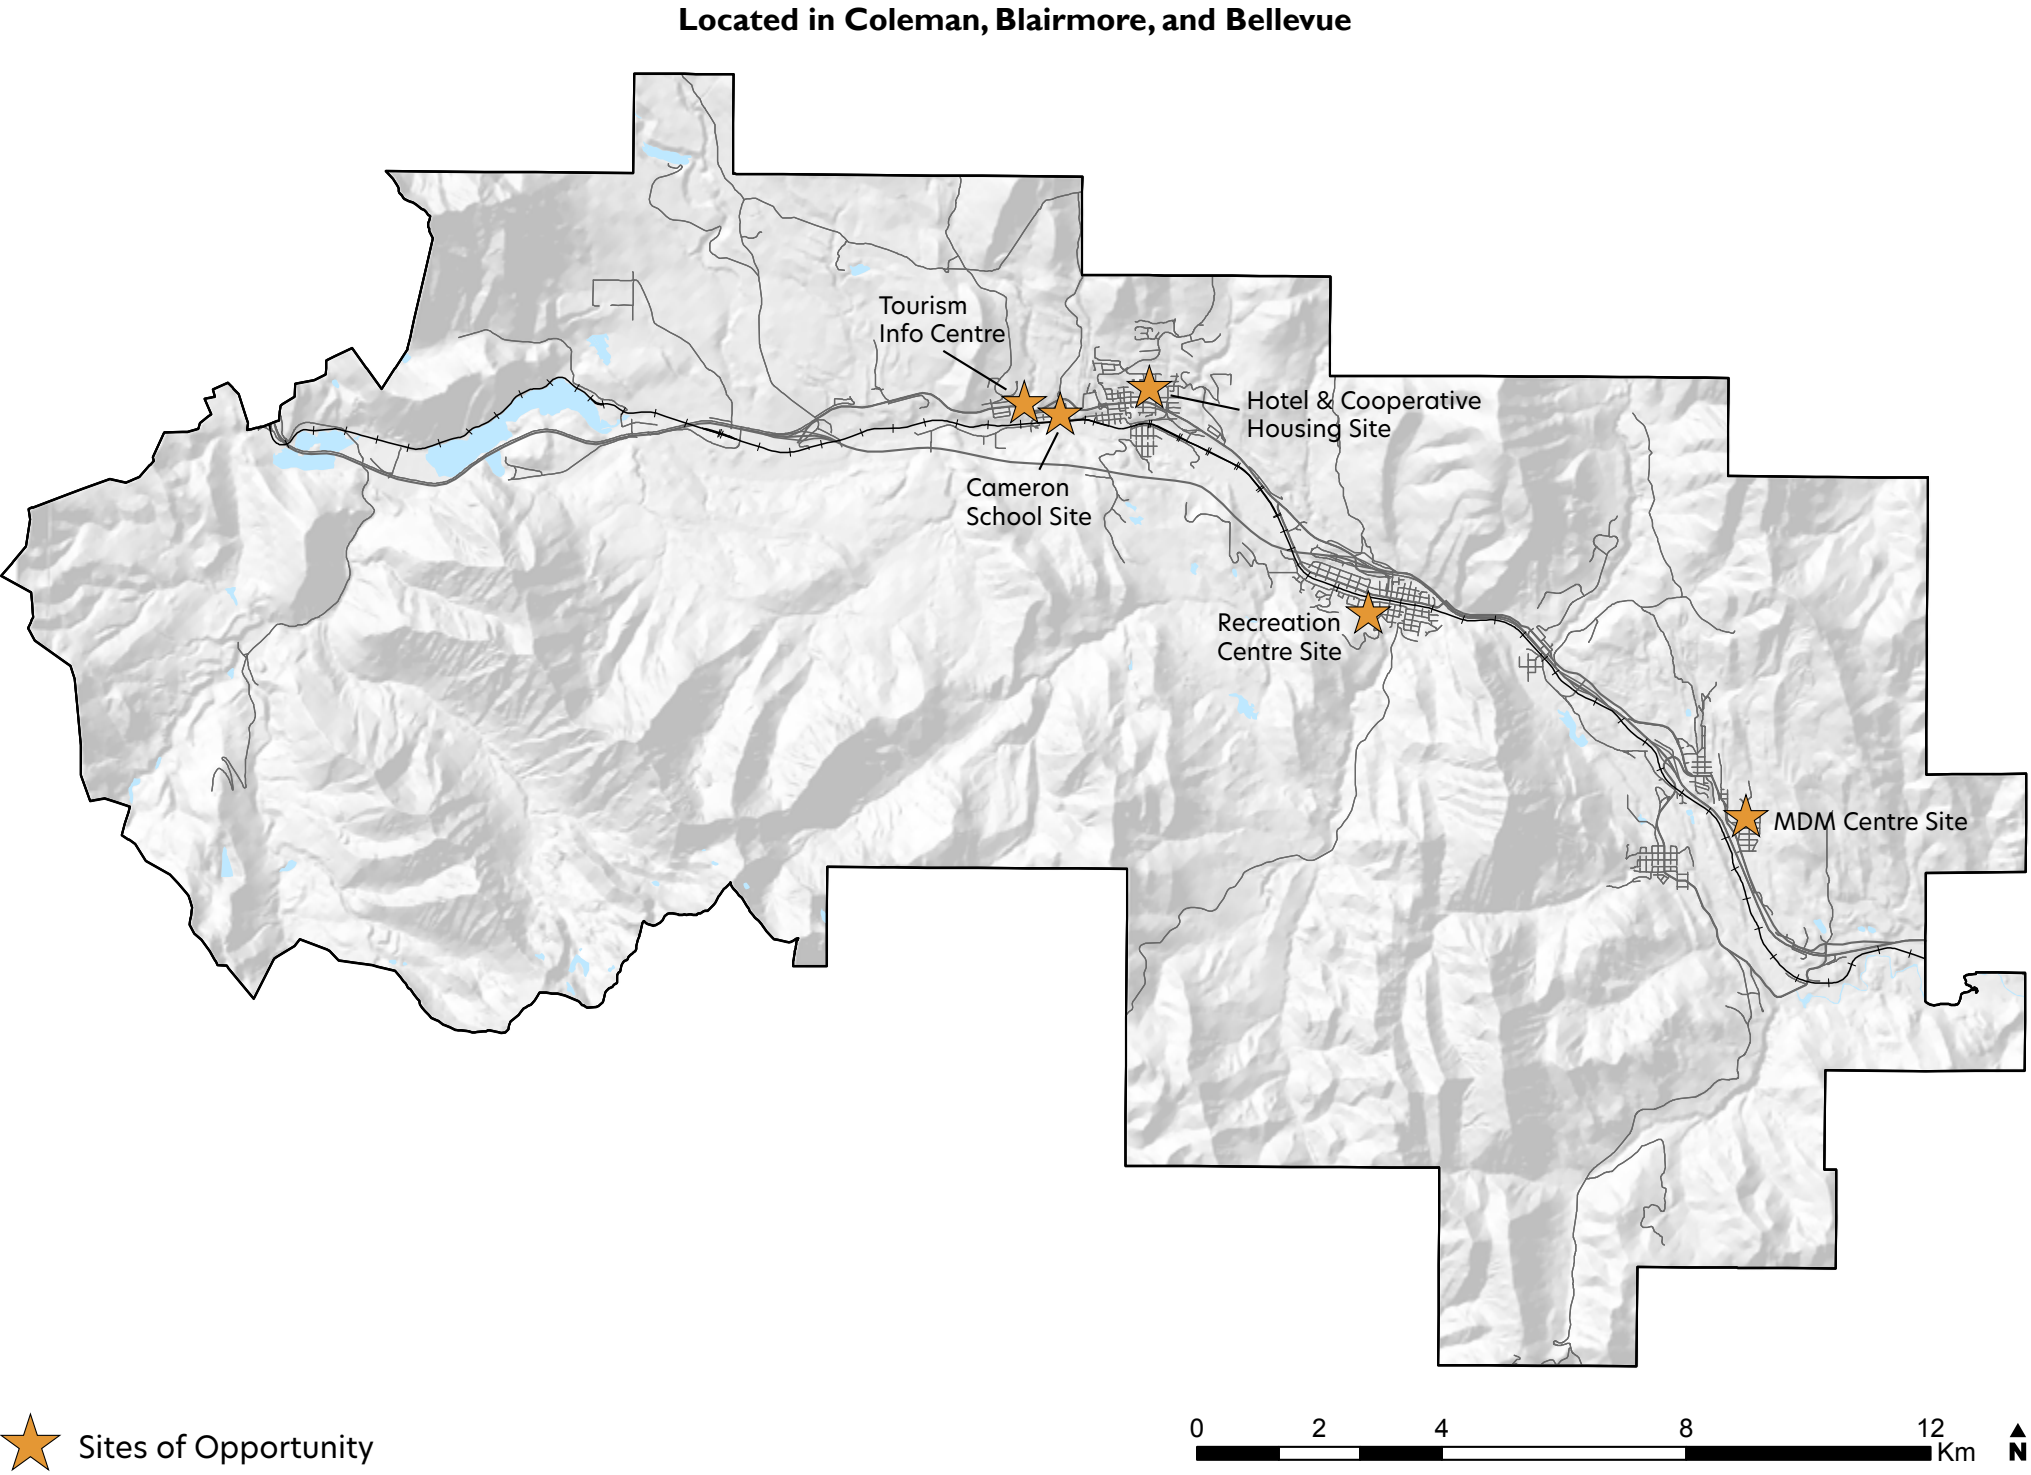 Located in Coleman, Blairmore, and Bellevue
Tourism
Info Centre
Hotel & Cooperative
Housing Site
Cameron
School Site
Recreation
Centre Site
MDM Centre Site
Sites of Opportunity
0 2 4 8 12
Km
N